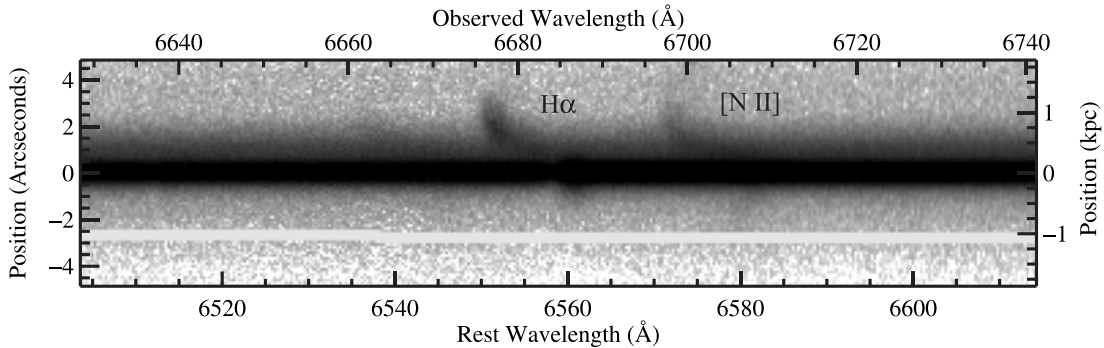 Observed Wavelength (Å)
6640 6660 6680 6700 6720 6740
Position (Arcseconds)
4
2
0
−2
−4
Hα
[N II]
1
0
−1
Position (kpc)
6520 6540 6560 6580 6600
Rest Wavelength (Å)